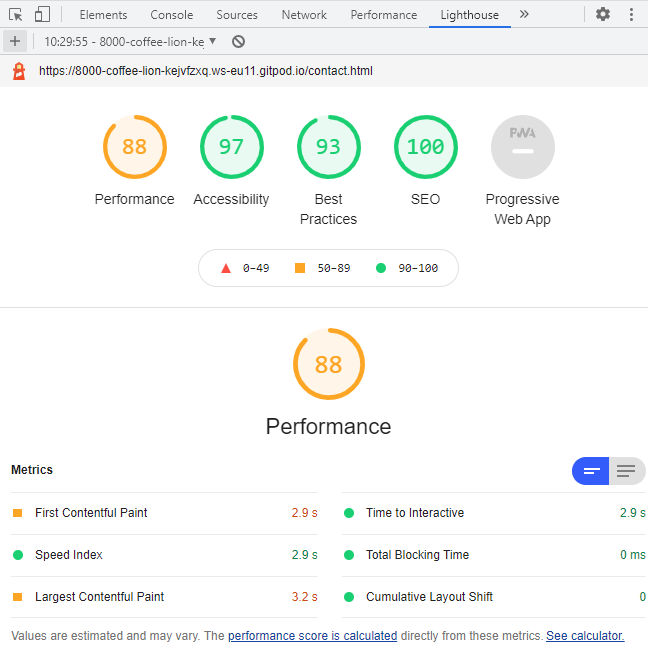 Elements Console Sources Network Performance Lighthouse »
+ 10:29:55 - 8000-coffee-lion-ke
https://8000-coffee-lion-kejvfzxq.ws-eu11.gitpod.io/contact.html
88 97 93 100 PWA
Performance Accessibility Best Practices SEO Progressive Web App
0–49 50–89 90–100
88
Performance
Metrics
First Contentful Paint 2.9 s Time to Interactive 2.9 s
Speed Index 2.9 s Total Blocking Time 0 ms
Largest Contentful Paint 3.2 s Cumulative Layout Shift 0
Values are estimated and may vary. The performance score is calculated directly from these metrics. See calculator.